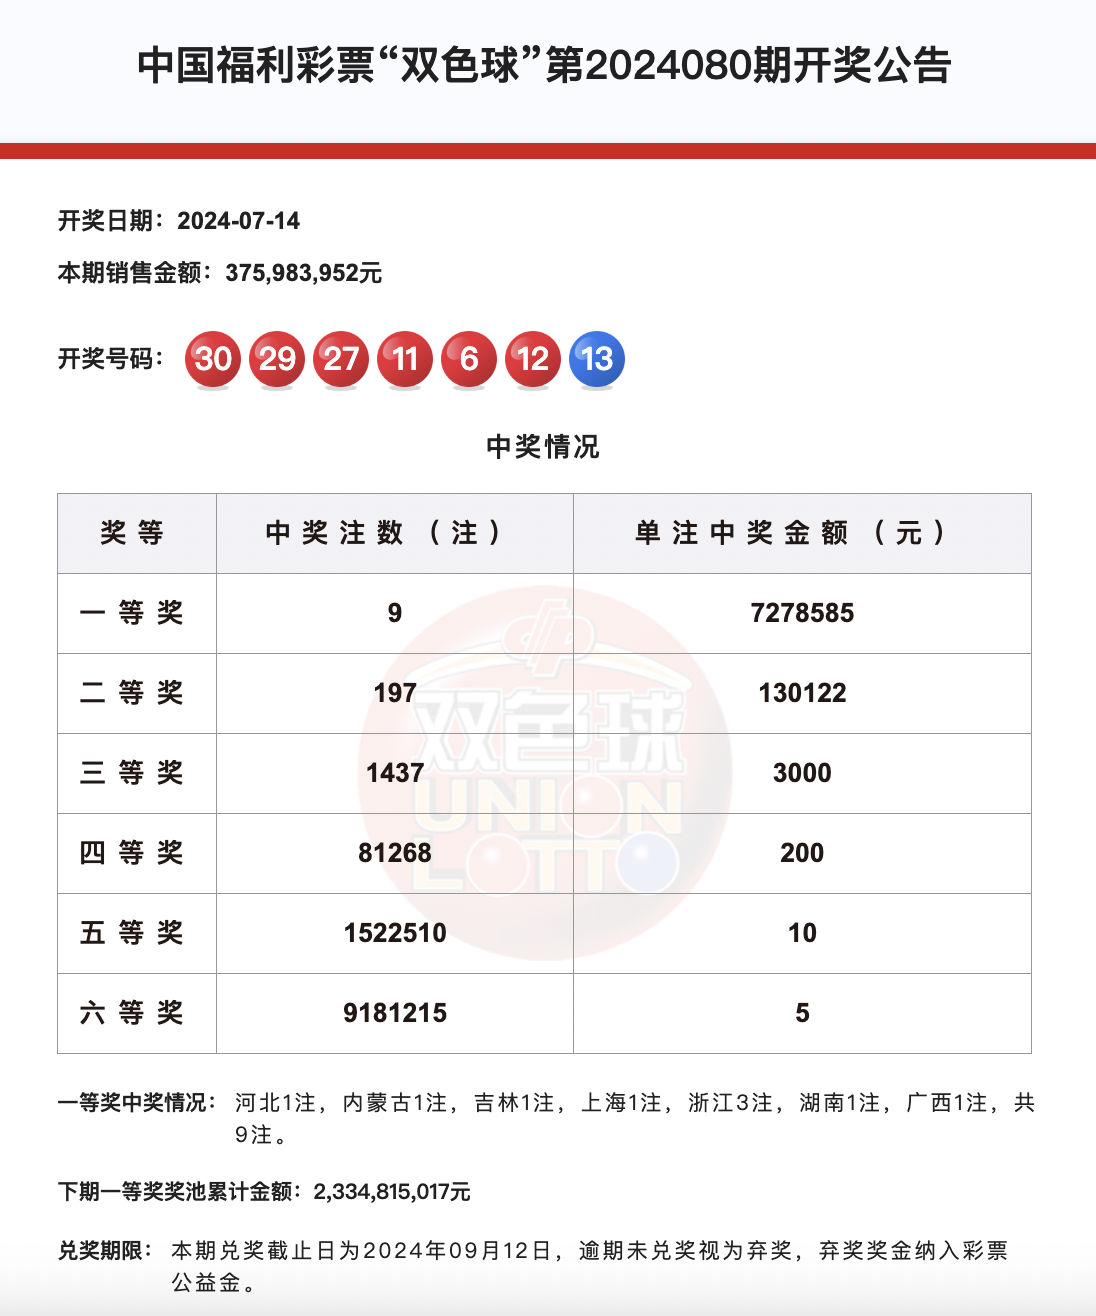 中国福利彩票“双色球”第2024080期开奖公告
开奖日期：2024-07-14
本期销售金额：375,983,952元
开奖号码： 30 29 27 11 6 12 13
中奖情况
奖等 中奖注数（注） 单注中奖金额（元）
一等奖 9 7278585
二等奖 197 130122
三等奖 1437 3000
四等奖 81268 200
五等奖 1522510 10
六等奖 9181215 5
双色球
UNION
LOTTO
一等奖中奖情况： 河北1注，内蒙古1注，吉林1注，上海1注，浙江3注，湖南1注，广西1注，共
9注。
下期一等奖奖池累计金额：2,334,815,017元
兑奖期限： 本期兑奖截止日为2024年09月12日，逾期未兑奖视为弃奖，弃奖奖金纳入彩票
公益金。